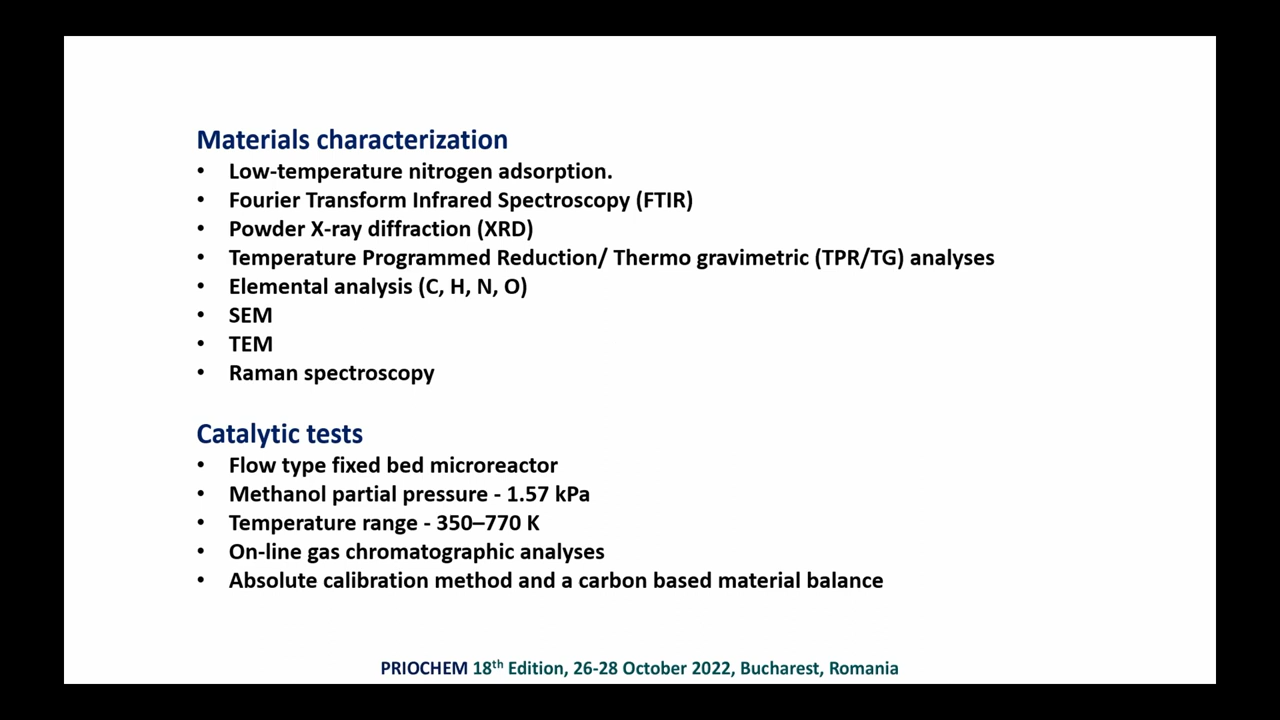 Materials characterization
• Low-temperature nitrogen adsorption.
• Fourier Transform Infrared Spectroscopy (FTIR)
• Powder X-ray diffraction (XRD)
• Temperature Programmed Reduction/ Thermo gravimetric (TPR/TG) analyses
• Elemental analysis (C, H, N, O)
• SEM
• TEM
• Raman spectroscopy
Catalytic tests
• Flow type fixed bed microreactor
• Methanol partial pressure - 1.57 kPa
• Temperature range - 350–770 K
• On-line gas chromatographic analyses
• Absolute calibration method and a carbon based material balance
PRIOCHEM 18th Edition, 26-28 October 2022, Bucharest, Romania